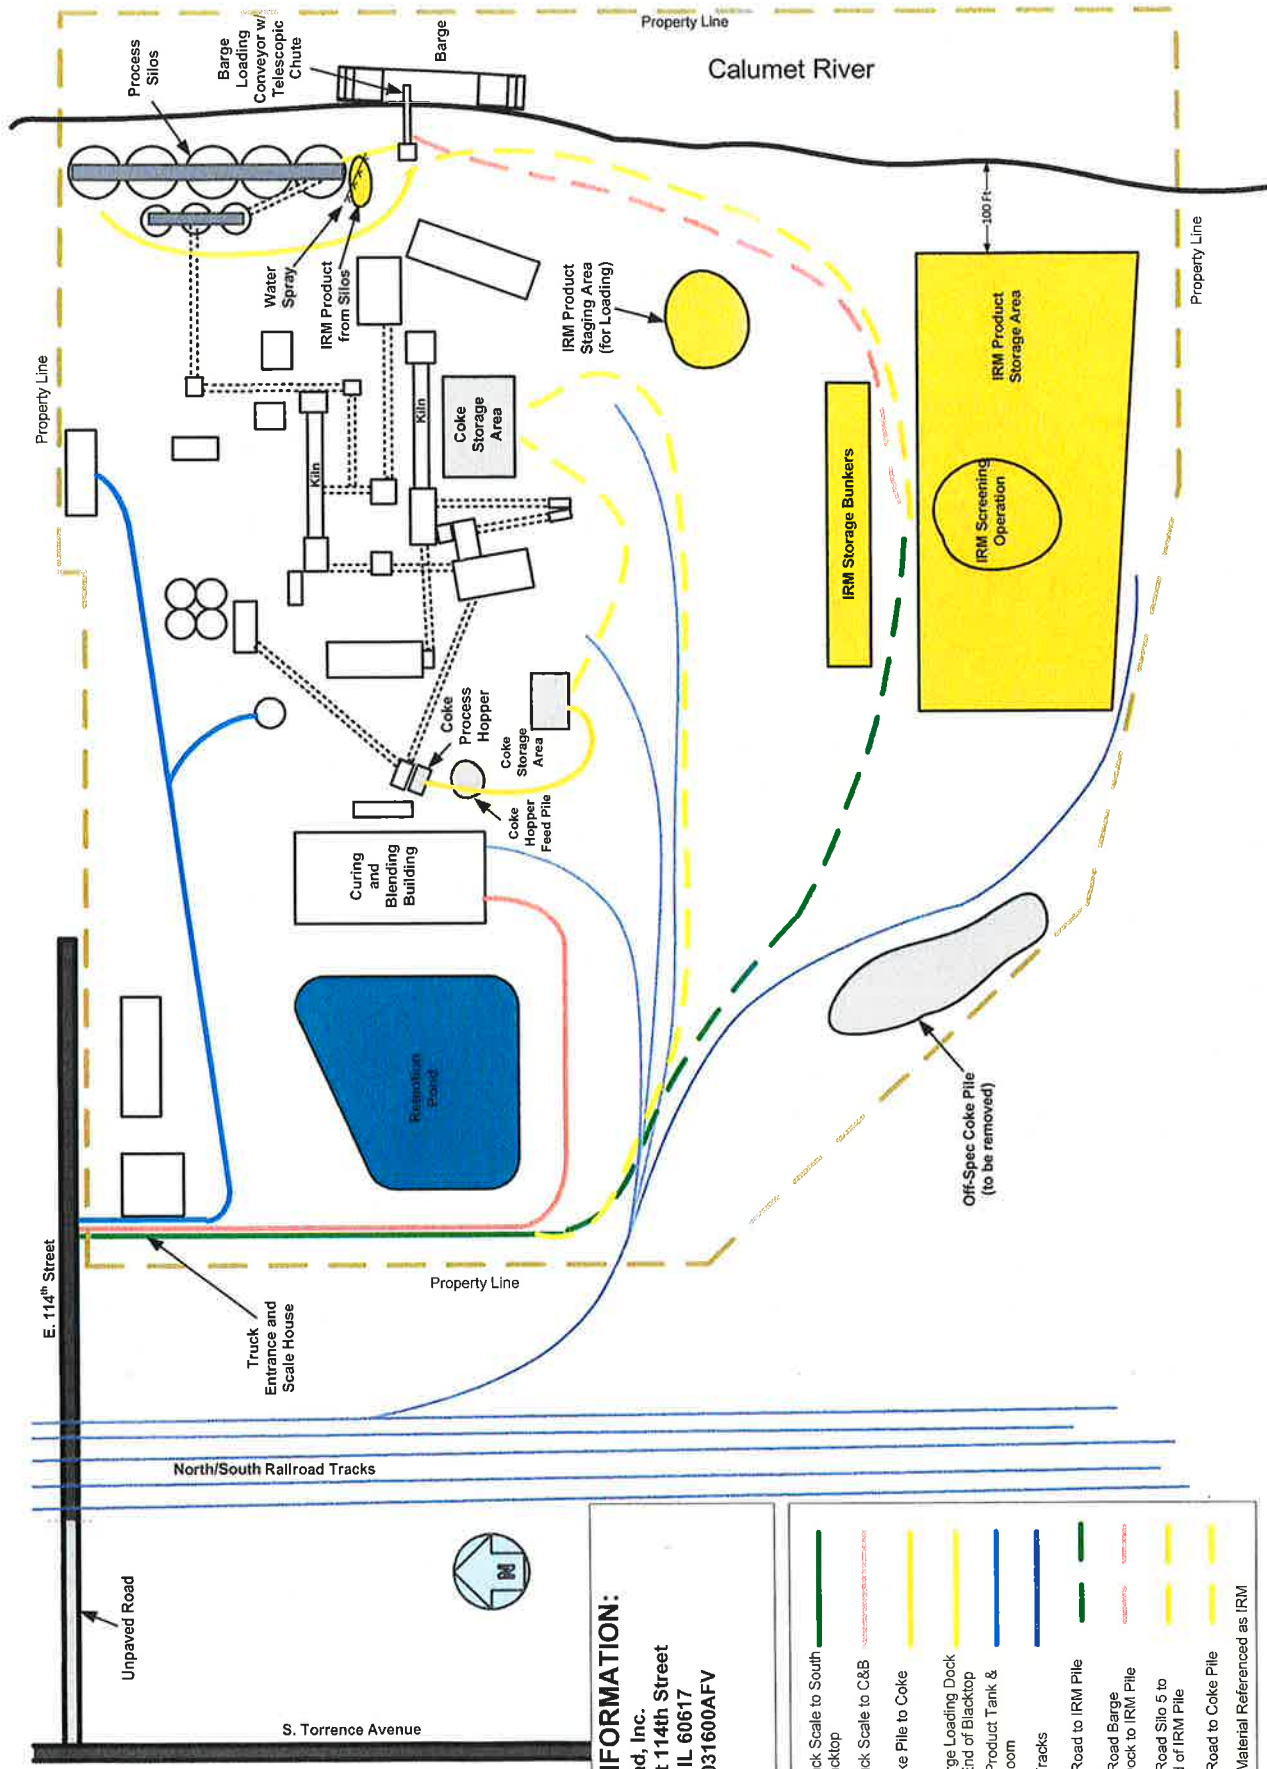 Property Line
Calumet River
Barge
Barge
Loading
Conveyor w/
Telescopic
Chute
Process
Silos
Property Line
Water
Spray
IRM Product
from Silos
IRM Product
Staging Area
(for Loading)
100 Ft
Property Line
IRM Product
Storage Area
IRM Screening
Operation
IRM Storage Bunkers
Kiln
Kiln
Coke
Storage
Area
Coke
Process
Hopper
Coke
Storage
Area
Coke
Hopper
Feed Pile
Curing
and
Blending
Building
Retention
Pond
Off-Spec Coke Pile
(to be removed)
Property Line
E. 114th Street
Truck
Entrance and
Scale House
North/South Railroad Tracks
Unpaved Road
N
S. Torrence Avenue
FORMATION:
d, Inc.
t 114th Street
IL 60617
031600AFV
ck Scale to South
cktop
ck Scale to C&B
ke Pile to Coke
rge Loading Dock
End of Blacktop
Product Tank &
oom
Tracks
Road to IRM Pile
Road Barge
Dock to IRM Pile
Road Silo 5 to
d of IRM Pile
Road to Coke Pile
Material Referenced as IRM